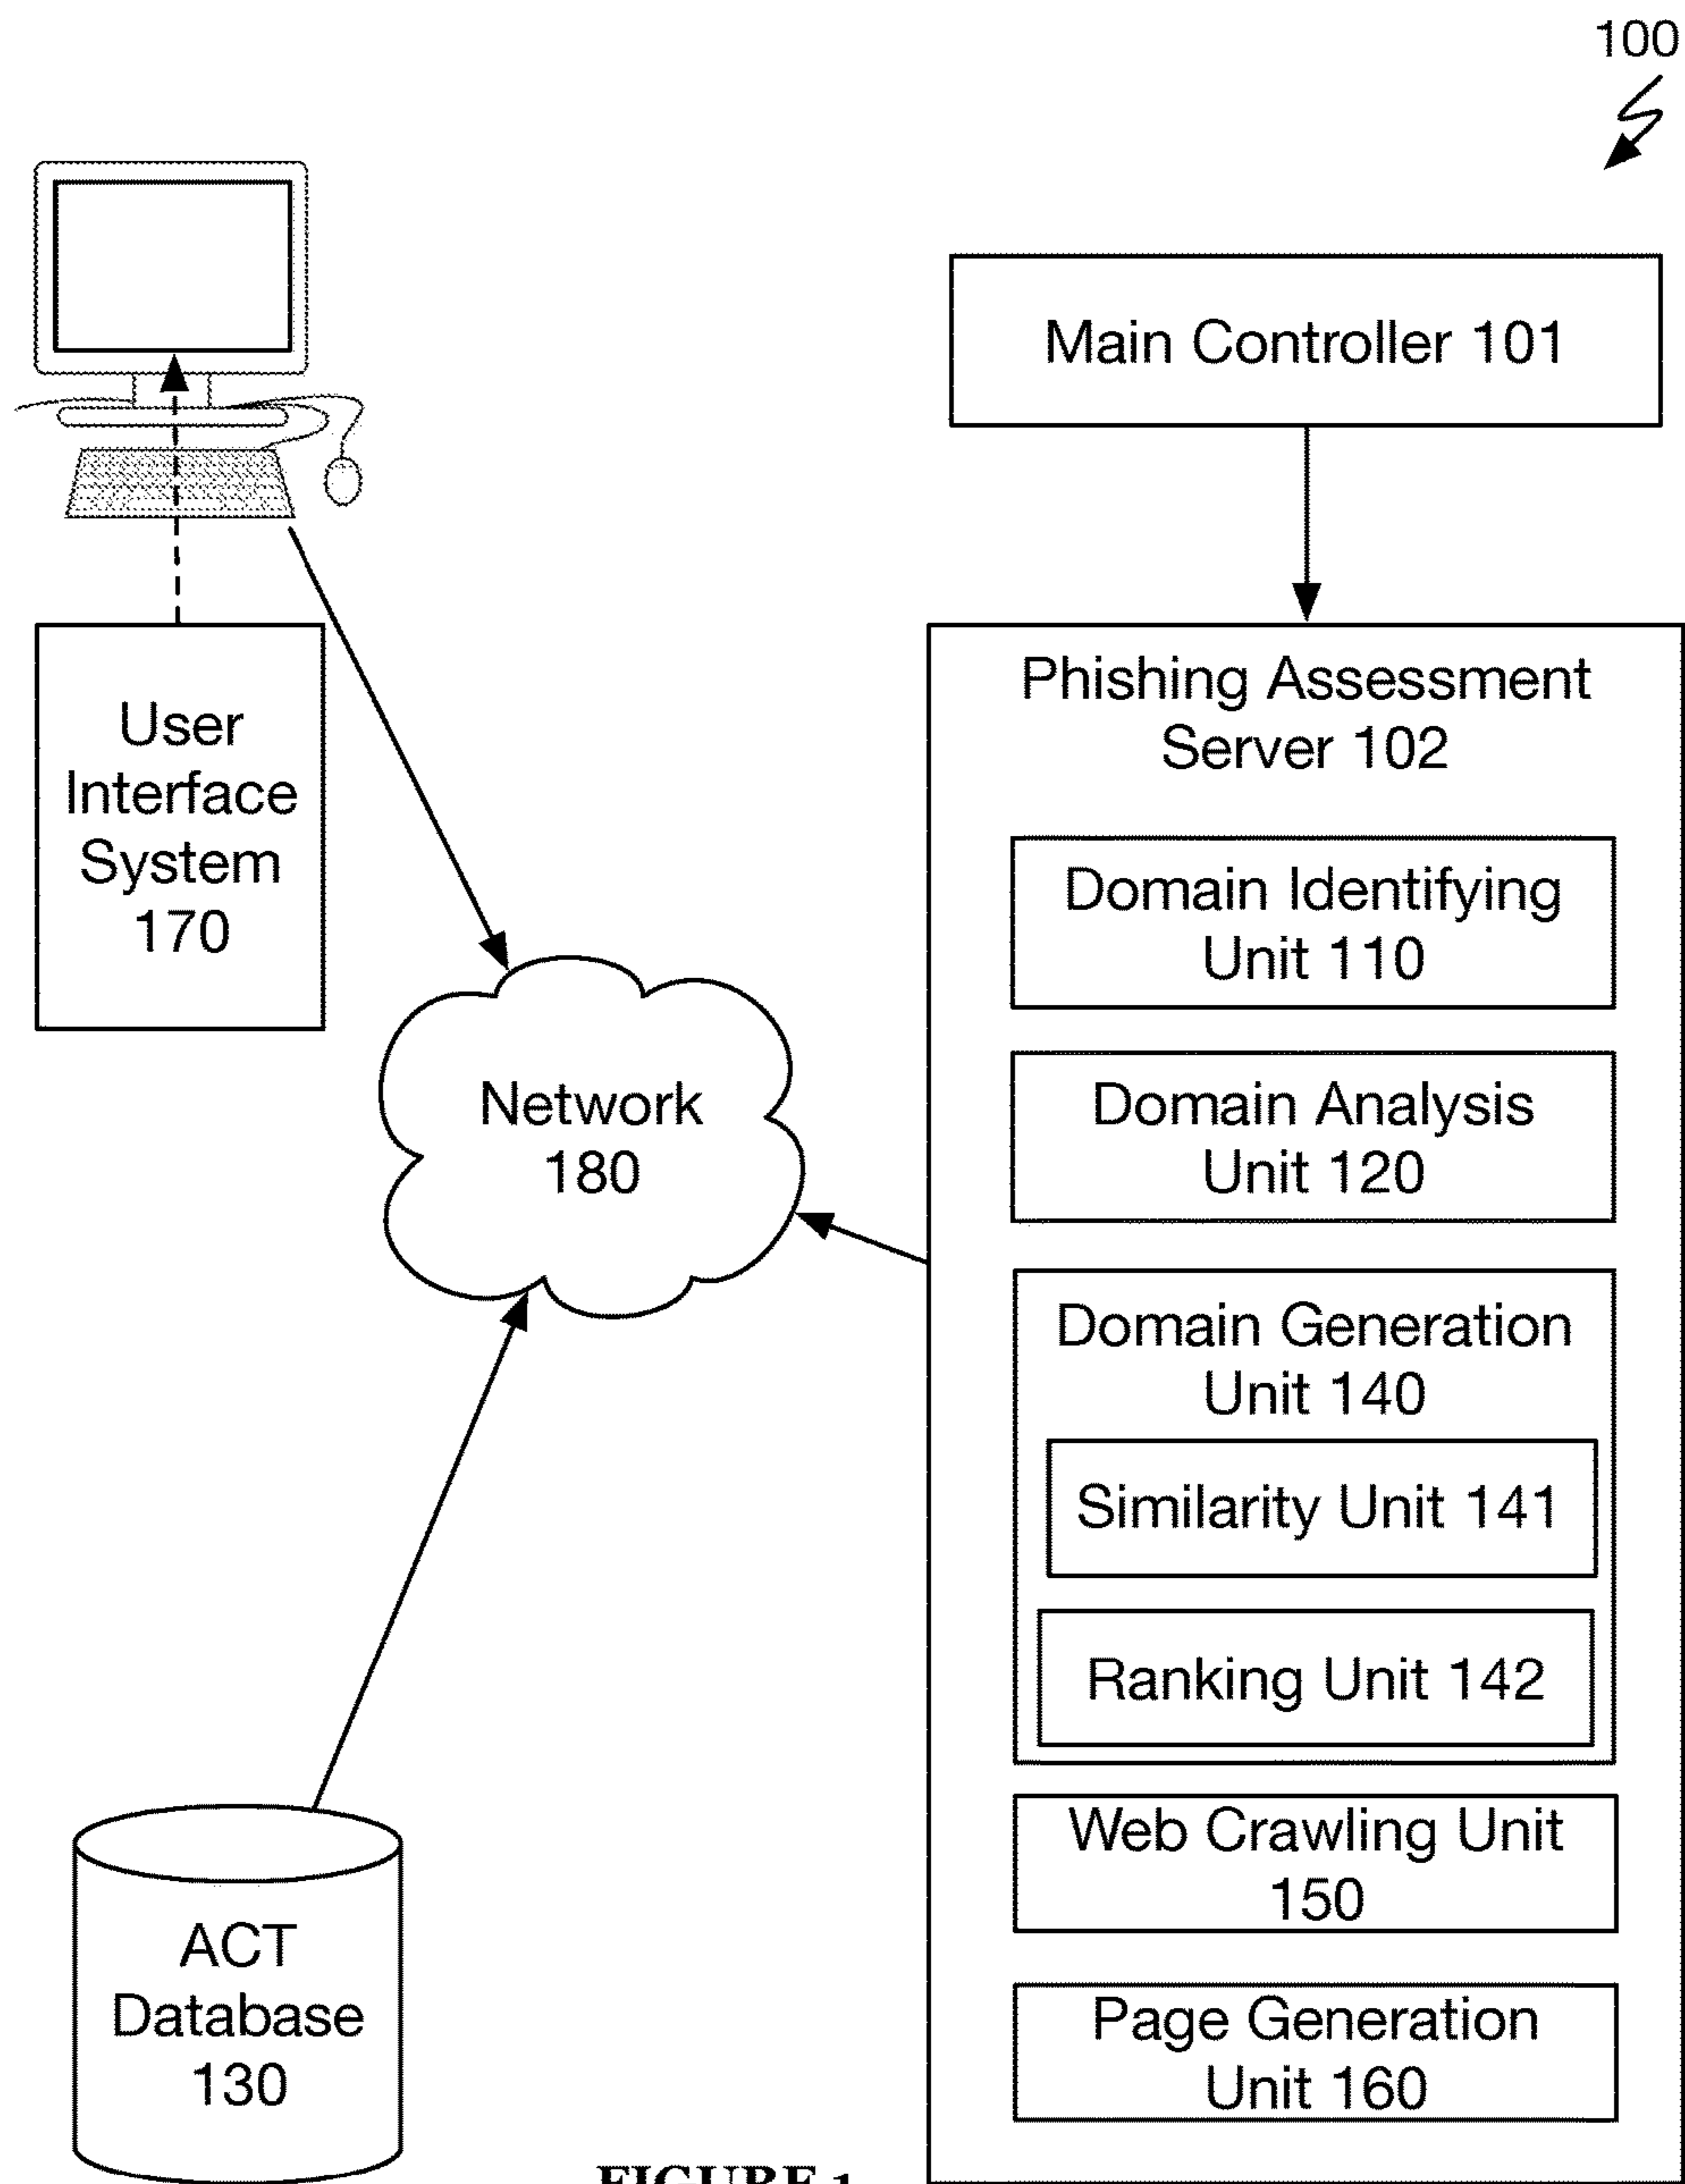 100
Main Controller 101
User
Interface
System
170
Phishing Assessment
Server 102
Domain Identifying
Unit 110
Domain Analysis
Unit 120
Domain Generation
Unit 140
Similarity Unit 141
Ranking Unit 142
Web Crawling Unit
150
Page Generation
Unit 160
Network
180
ACT
Database
130
FIGURE 1